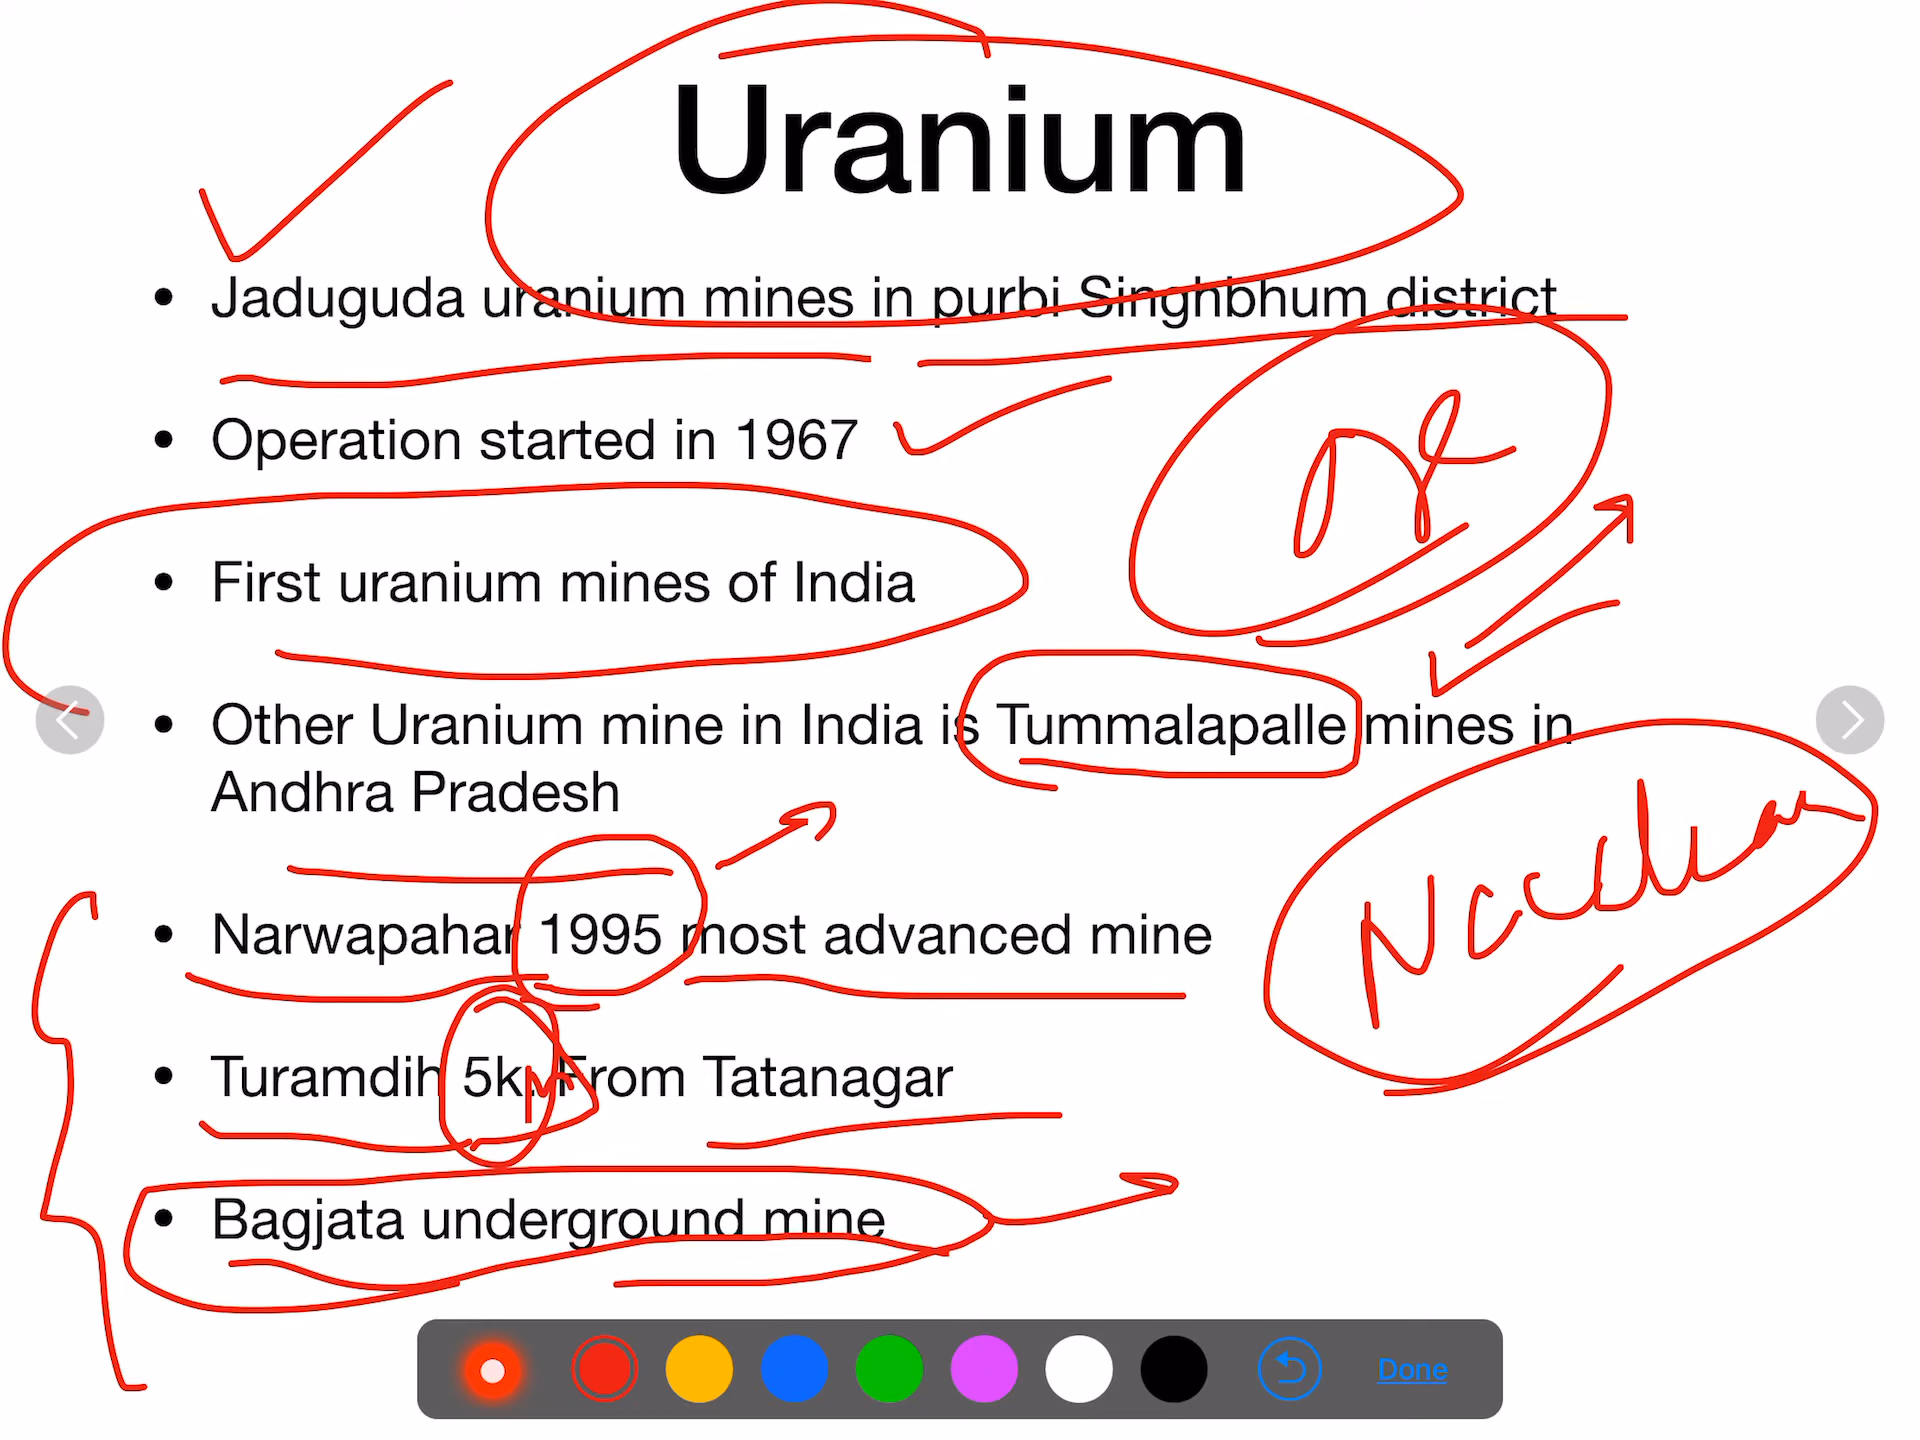 Uranium
• Jaduguda uranium mines in purbi Singhbhum district
• Operation started in 1967
• First uranium mines of India
• Other Uranium mine in India is Tummalapalle mines in
Andhra Pradesh
• Narwapahar 1995 most advanced mine
• Turamdih 5km From Tatanagar
• Bagjata underground mine
Done